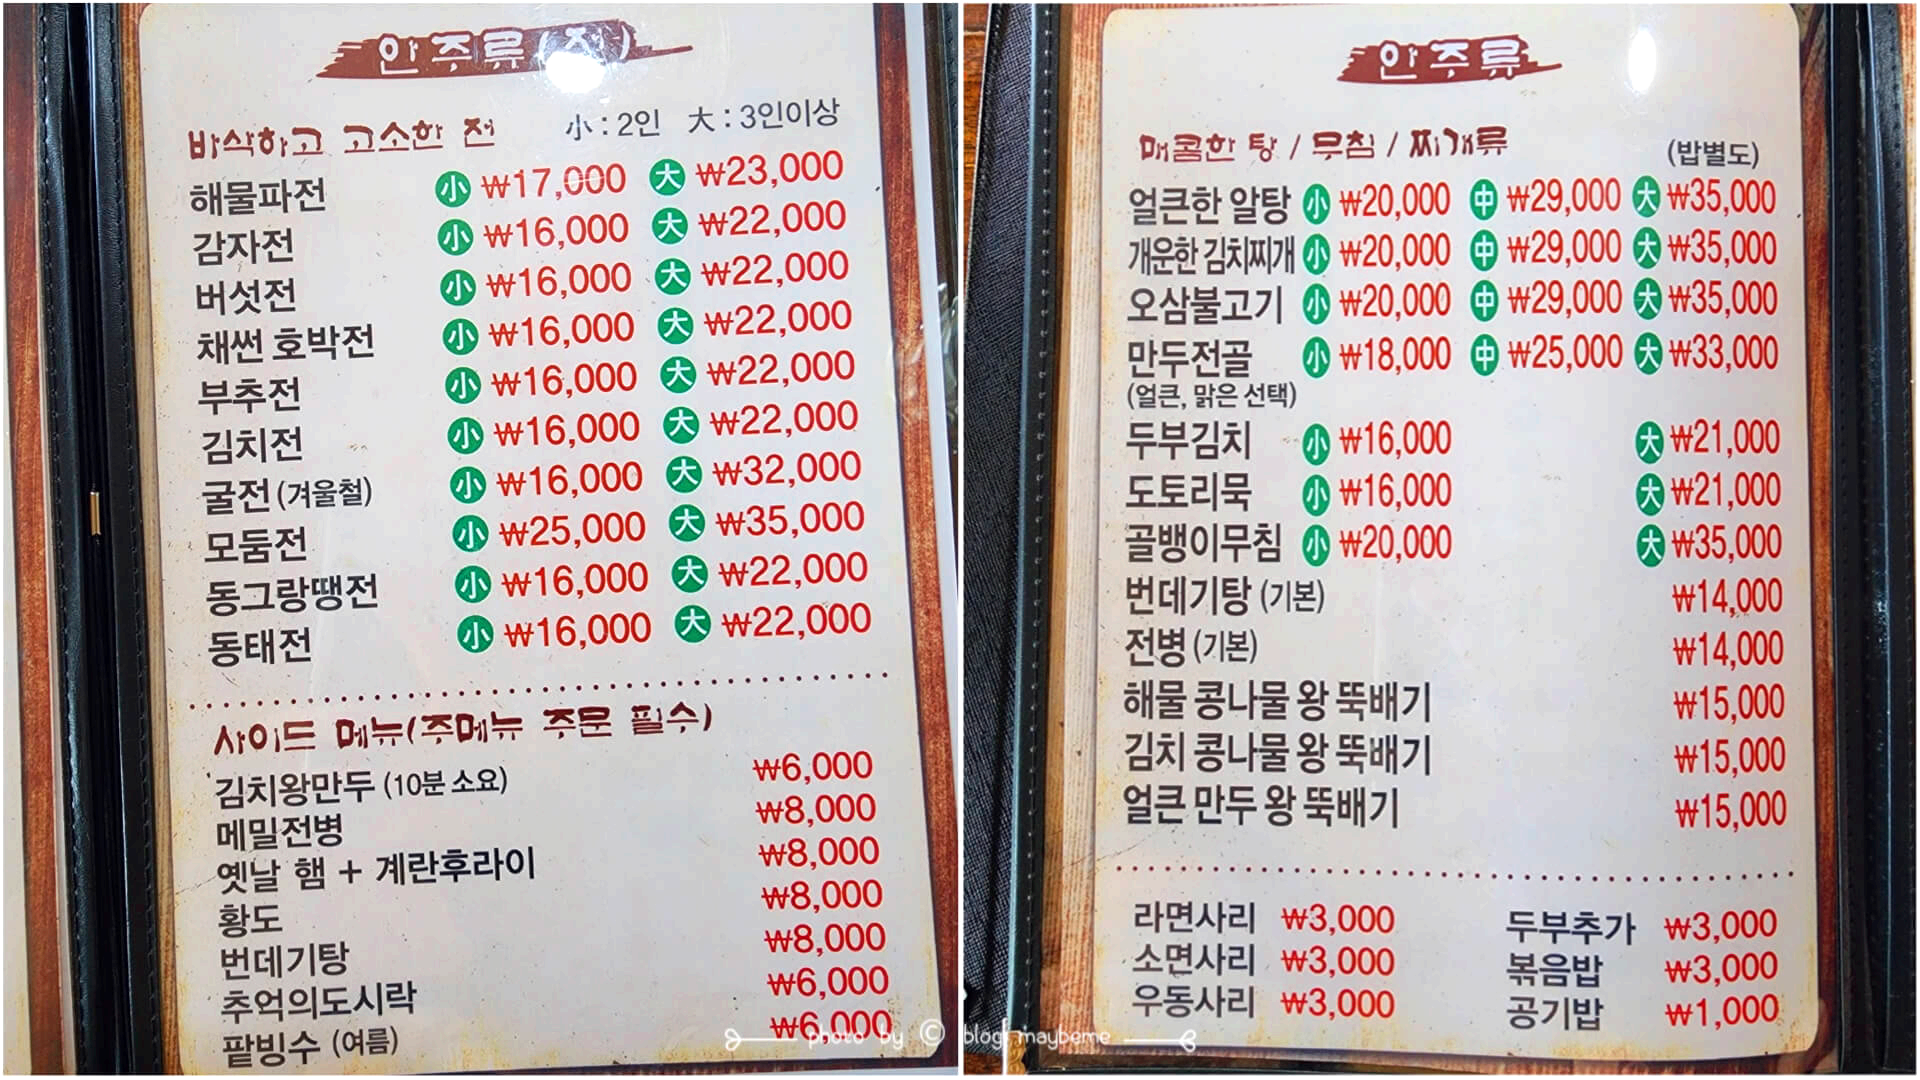 안주류(전)
바삭하고 고소한 전 小 : 2인 大 : 3인이상
해물파전 小 ₩17,000 大 ₩23,000
감자전 小 ₩16,000 大 ₩22,000
버섯전 小 ₩16,000 大 ₩22,000
채썬 호박전 小 ₩16,000 大 ₩22,000
부추전 小 ₩16,000 大 ₩22,000
김치전 小 ₩16,000 大 ₩22,000
굴전 (겨울철) 小 ₩16,000 大 ₩32,000
모둠전 小 ₩25,000 大 ₩35,000
동그랑땡전 小 ₩16,000 大 ₩22,000
동태전 小 ₩16,000 大 ₩22,000
사이드 메뉴(주메뉴 주문 필수)
김치왕만두 (10분 소요) ₩6,000
메밀전병 ₩8,000
옛날 햄 + 계란후라이 ₩8,000
황도 ₩8,000
번데기탕 ₩8,000
추억의도시락 ₩6,000
팥빙수 (여름) ₩6,000
안주류
매콤한 탕 / 무침 / 찌개류 (밥별도)
얼큰한 알탕 小 ₩20,000 中 ₩29,000 大 ₩35,000
개운한 김치찌개 小 ₩20,000 中 ₩29,000 大 ₩35,000
오삼불고기 小 ₩20,000 中 ₩29,000 大 ₩35,000
만두전골 小 ₩18,000 中 ₩25,000 大 ₩33,000
(얼큰, 맑은 선택)
두부김치 小 ₩16,000 大 ₩21,000
도토리묵 小 ₩16,000 大 ₩21,000
골뱅이무침 小 ₩20,000 大 ₩35,000
번데기탕 (기본) ₩14,000
전병 (기본) ₩14,000
해물 콩나물 왕 뚝배기 ₩15,000
김치 콩나물 왕 뚝배기 ₩15,000
얼큰 만두 왕 뚝배기 ₩15,000
라면사리 ₩3,000 두부추가 ₩3,000
소면사리 ₩3,000 볶음밥 ₩3,000
우동사리 ₩3,000 공기밥 ₩1,000
photo by © blog! maybeme